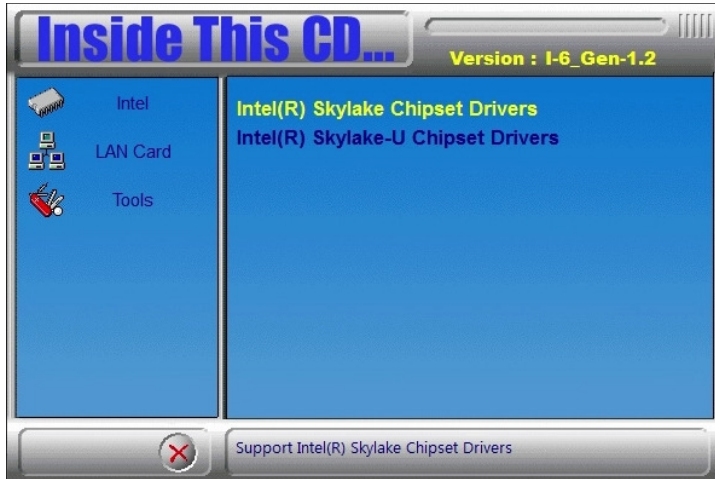 Inside This CD...
Version : I-6_Gen-1.2
Intel
LAN Card
Tools
Intel(R) Skylake Chipset Drivers
Intel(R) Skylake-U Chipset Drivers
Support Intel(R) Skylake Chipset Drivers